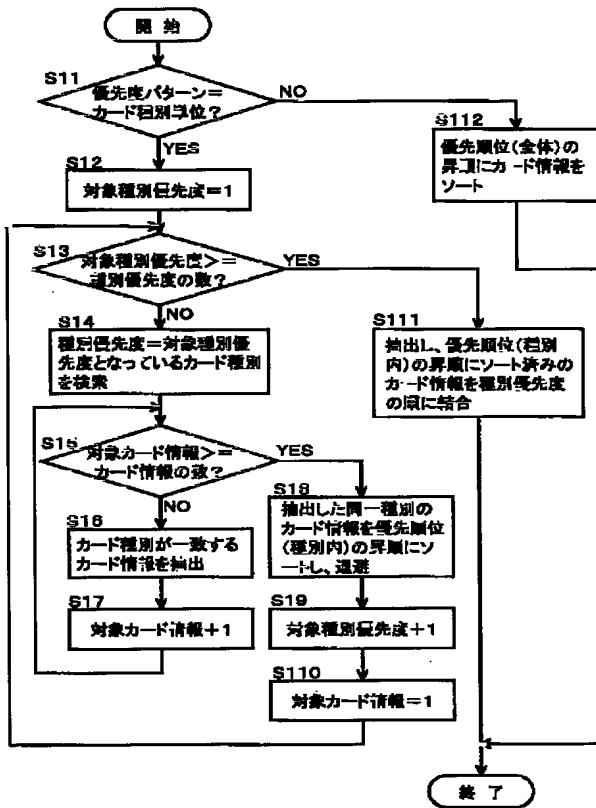 開始
S11
優先度パターン＝
カード種別単位？
NO
YES
S112
優先順位(全体)の
昇順にカード情報を
ソート
S12
対象種別優先度＝1
S13
対象種別優先度＞＝
種別優先度の数？
YES
NO
S14
種別優先度＝対象種別優
先度となっているカード種別
を検索
S111
抽出し、優先順位(種別
内)の昇順にソート済みの
カード情報を種別優先度
の順に結合
S15
対象カード情報＞＝
カード情報の数？
YES
NO
S16
カード種別が一致する
カード情報を抽出
S17
対象カード情報＋1
S18
抽出した同一種別の
カード情報を優先順位
(種別内)の昇順にソ
ートし、退避
S19
対象種別優先度＋1
S110
対象カード情報＝1
終了